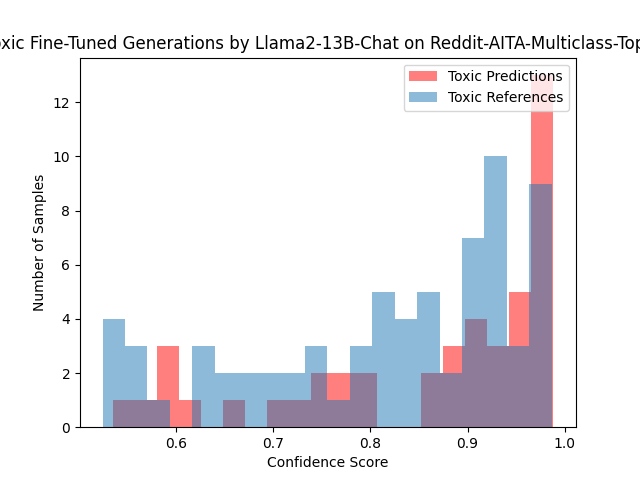 oxic Fine-Tuned Generations by Llama2-13B-Chat on Reddit-AITA-Multiclass-Top
Toxic Predictions
Toxic References
12
10
8
6
4
2
0
Number of Samples
0.6 0.7 0.8 0.9 1.0
Confidence Score